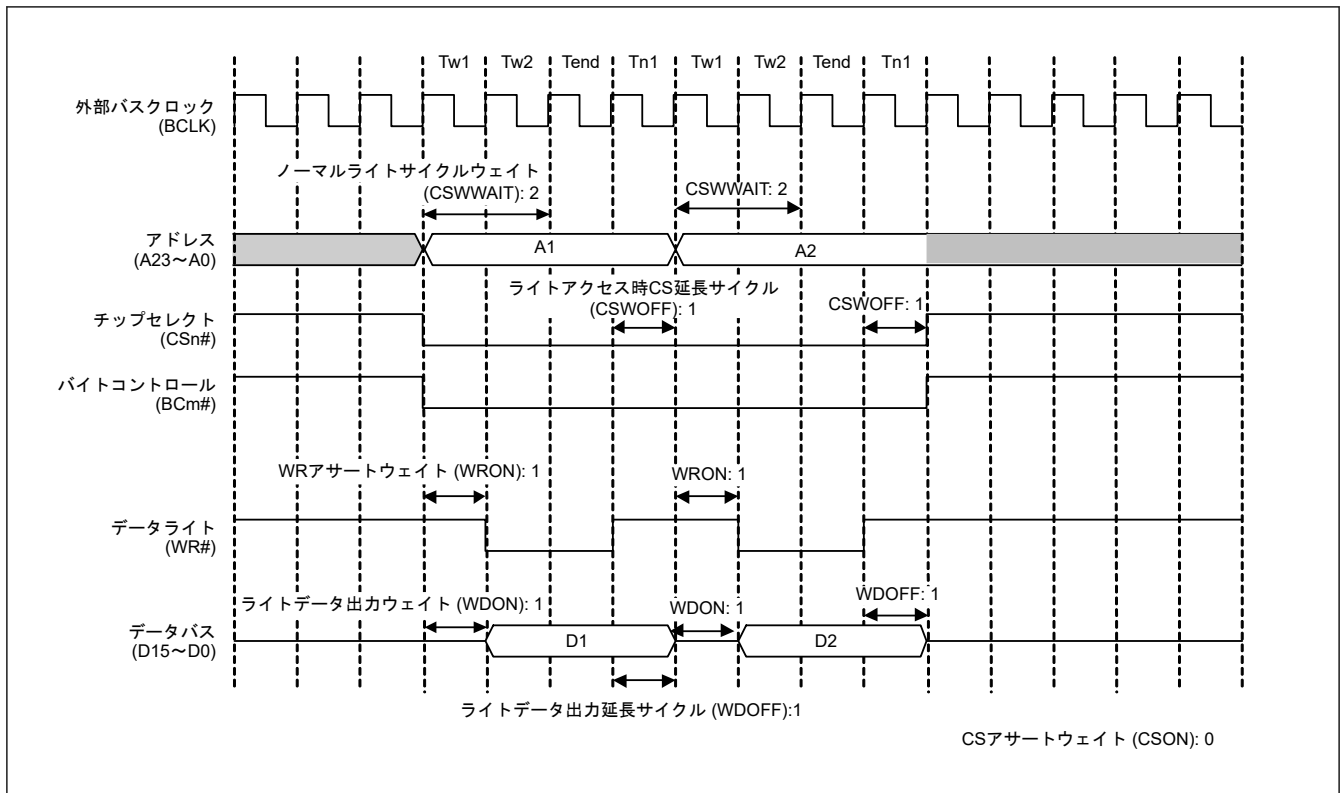 Tw1 Tw2 Tend Tn1 Tw1 Tw2 Tend Tn1
外部バスクロック
(BCLK)
ノーマルライトサイクルウェイト
(CSWWAIT): 2
CSWWAIT: 2
アドレス
(A23～A0)
A1
A2
ライトアクセス時CS延長サイクル
(CSWOFF): 1
CSWOFF: 1
チップセレクト
(CSn#)
バイトコントロール
(BCm#)
WRアサートウェイト (WRON): 1
WRON: 1
データライト
(WR#)
ライトデータ出力ウェイト (WDON): 1
WDON: 1
WDOFF: 1
データバス
(D15～D0)
D1
D2
ライトデータ出力延長サイクル (WDOFF):1
CSアサートウェイト (CSON): 0